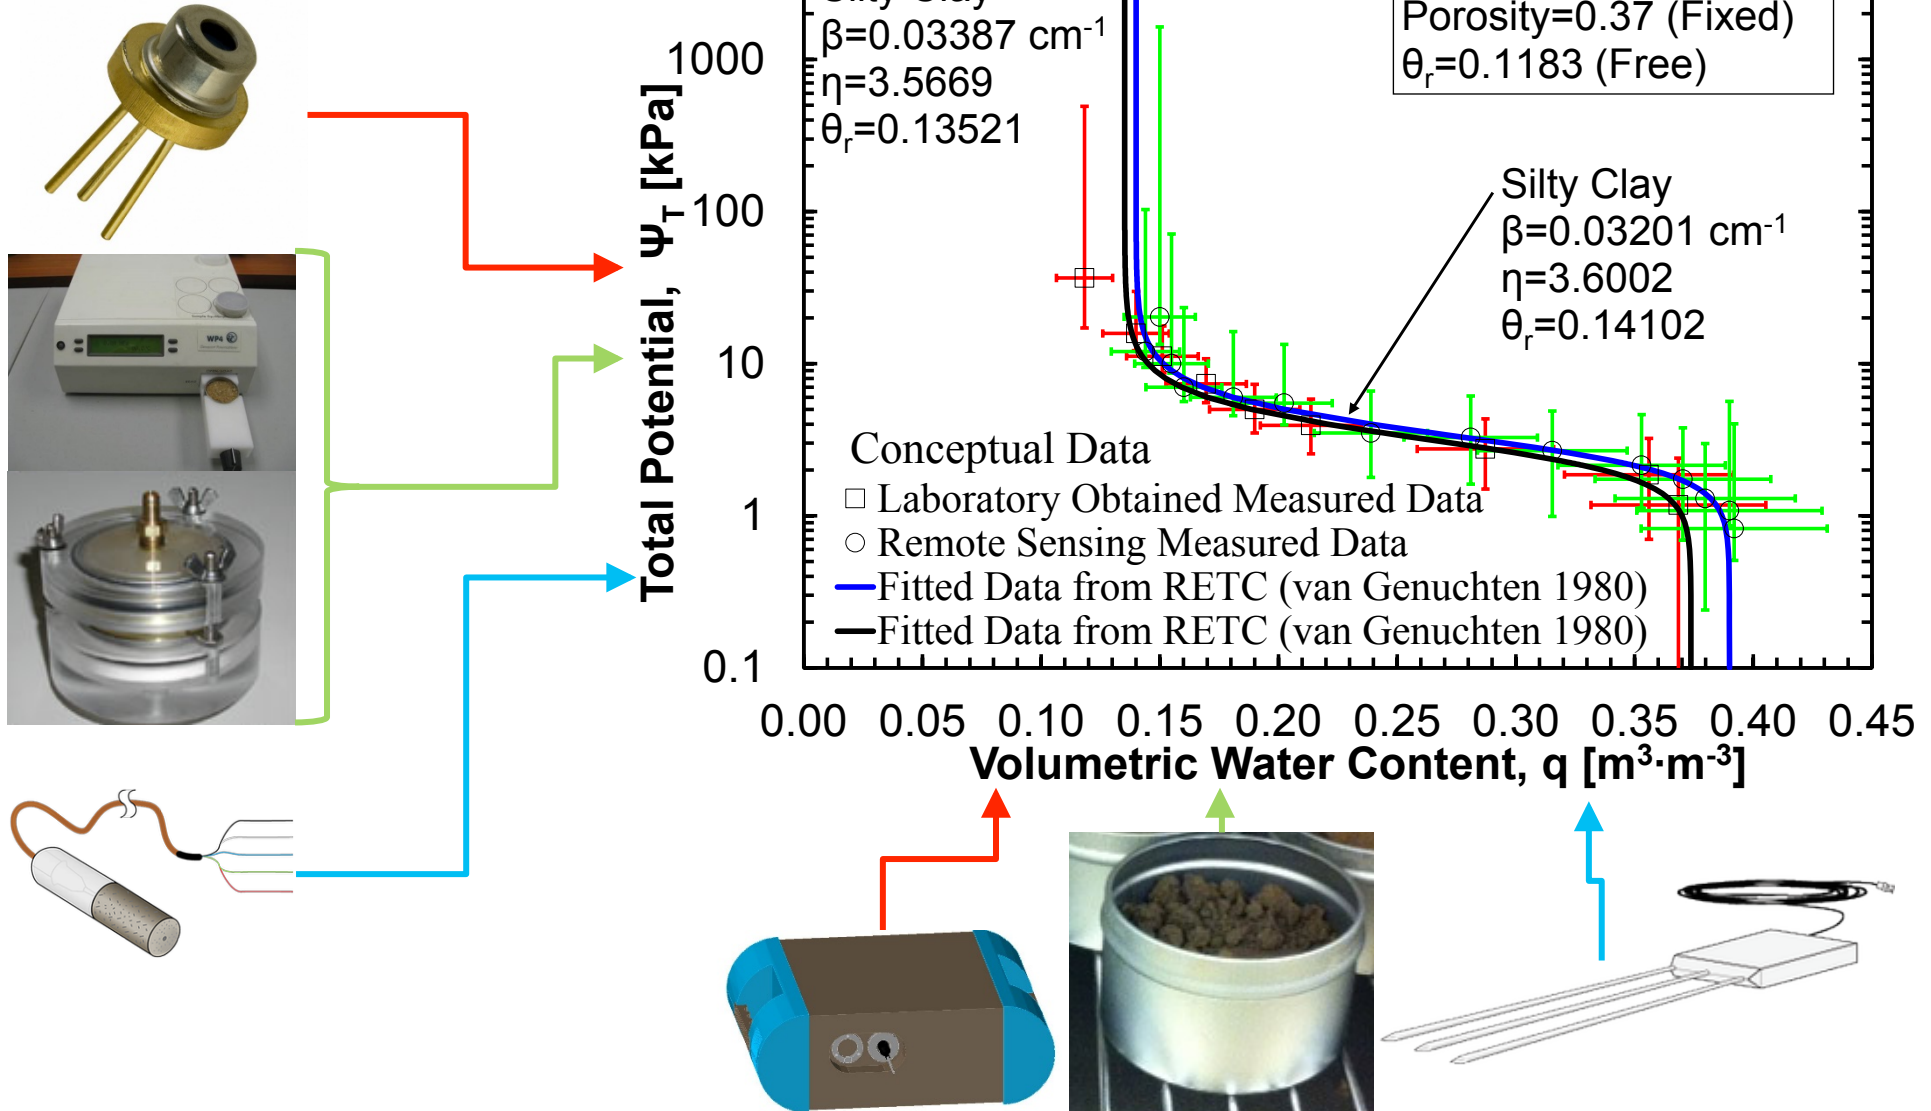 Silty Clay
β=0.03387 cm-1
η=3.5669
θr=0.13521
Porosity=0.37 (Fixed)
θr=0.1183 (Free)
Silty Clay
β=0.03201 cm-1
η=3.6002
θr=0.14102
Total Potential, ΨT [kPa]
1000
100
10
1
0.1
Conceptual Data
Laboratory Obtained Measured Data
Remote Sensing Measured Data
Fitted Data from RETC (van Genuchten 1980)
Fitted Data from RETC (van Genuchten 1980)
0.00 0.05 0.10 0.15 0.20 0.25 0.30 0.35 0.40 0.45
Volumetric Water Content, q [m3·m-3]
WP4